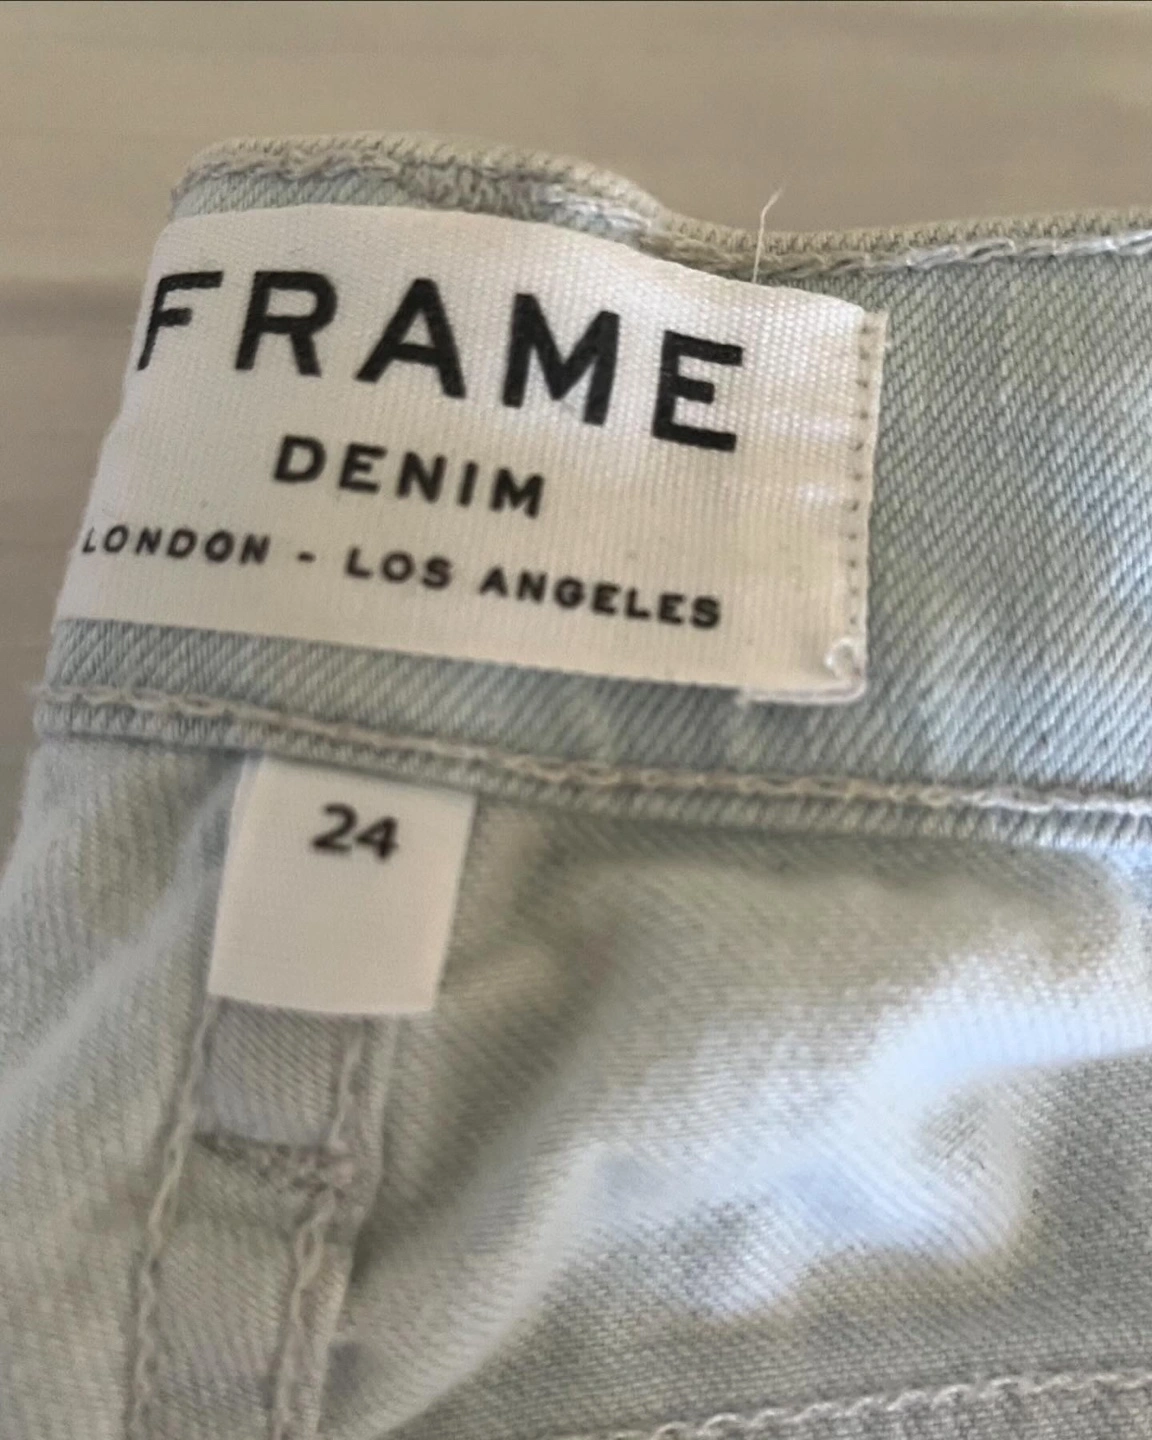 FRAME
DENIM
LONDON - LOS ANGELES
24